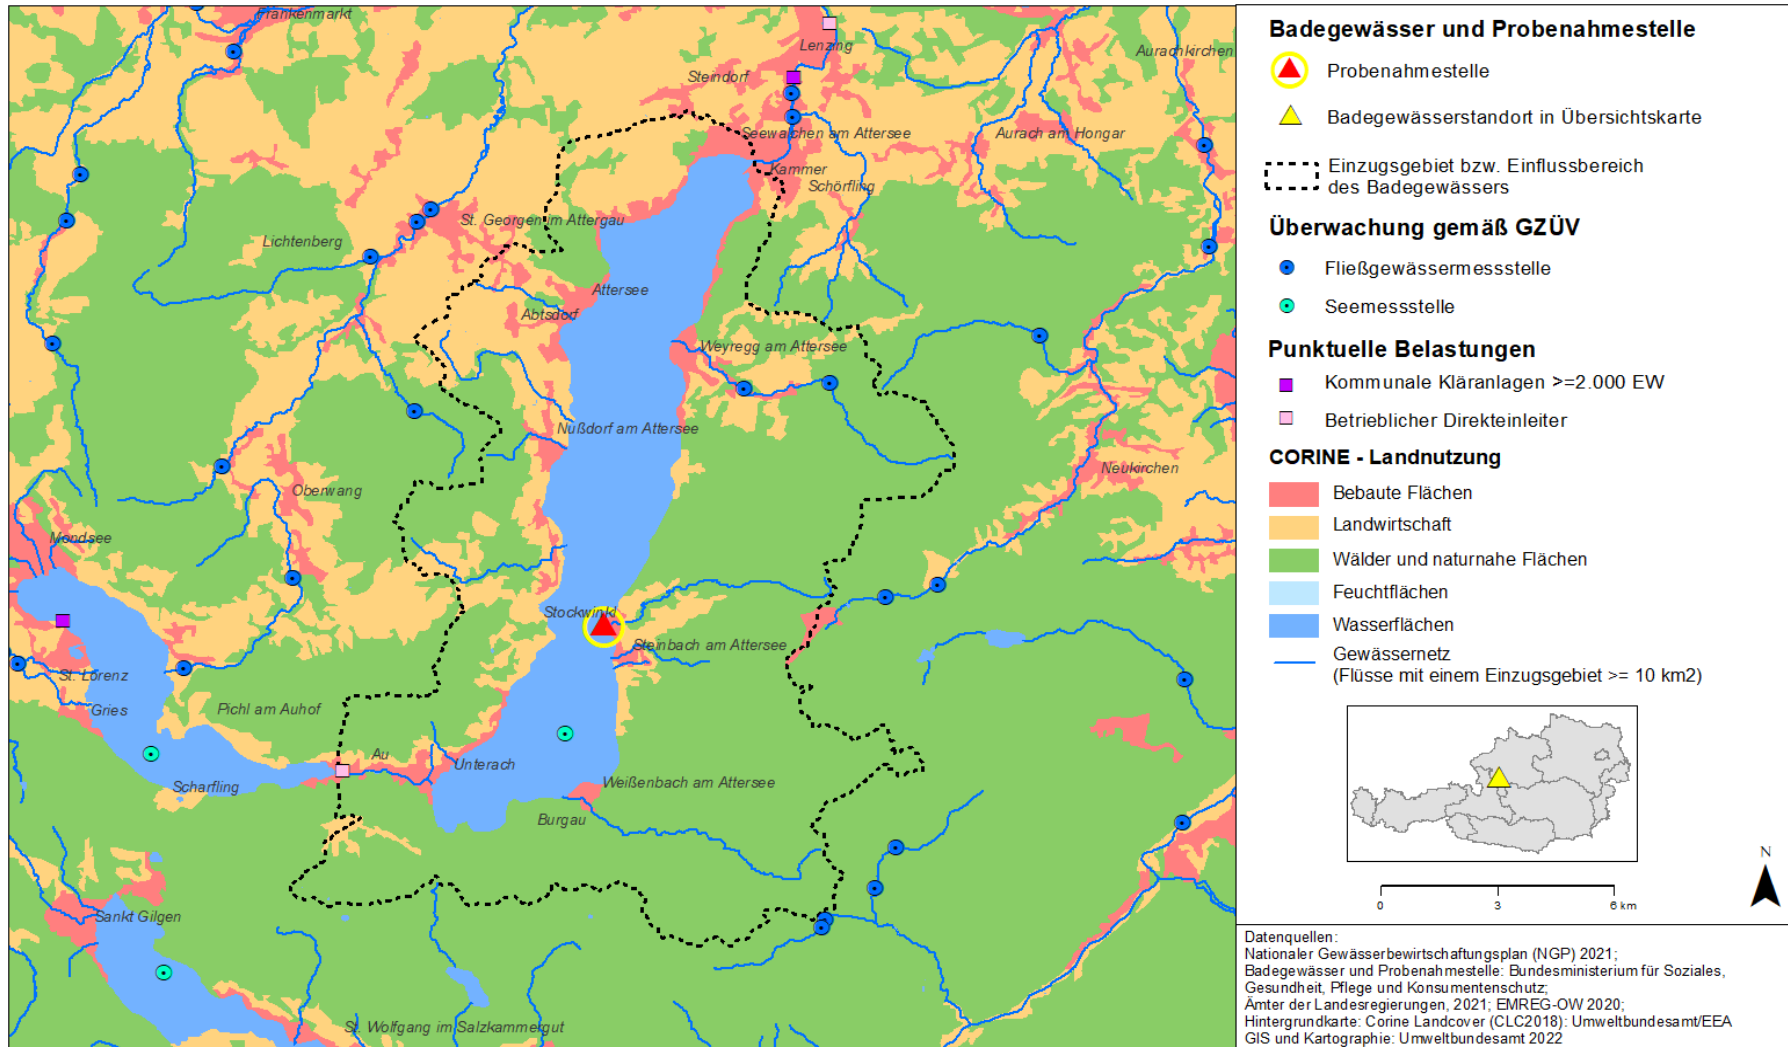 Frankenmarkt
Lenzing
Aurachkirchen
Steindorf
Seewalchen am Attersee
Aurach am Hongar
Kammer
Schörfling
St. Georgen im Attergau
Lichtenberg
Attersee
Abtsdorf
Weyregg am Attersee
Nußdorf am Attersee
Neukirchen
Oberwang
Mondsee
Stockwinkl
Steinbach am Attersee
St. Lorenz
Gries
Pichl am Auhof
Au
Unterach
Scharfling
Weißenbach am Attersee
Burgau
Sankt Gilgen
St. Wolfgang im Salzkammergut
Badegewässer und Probenahmestelle
Probenahmestelle
Badegewässerstandort in Übersichtskarte
Einzugsgebiet bzw. Einflussbereich
des Badegewässers
Überwachung gemäß GZÜV
Fließgewässermessstelle
Seemessstelle
Punktuelle Belastungen
Kommunale Kläranlagen >=2.000 EW
Betrieblicher Direkteinleiter
CORINE - Landnutzung
Bebaute Flächen
Landwirtschaft
Wälder und naturnahe Flächen
Feuchtflächen
Wasserflächen
Gewässernetz
(Flüsse mit einem Einzugsgebiet >= 10 km2)
N
0 3 6 km
Datenquellen:
Nationaler Gewässerbewirtschaftungsplan (NGP) 2021;
Badegewässer und Probenahmestelle: Bundesministerium für Soziales,
Gesundheit, Pflege und Konsumentenschutz;
Ämter der Landesregierungen, 2021; EMREG-OW 2020;
Hintergrundkarte: Corine Landcover (CLC2018): Umweltbundesamt/EEA
GIS und Kartographie: Umweltbundesamt 2022